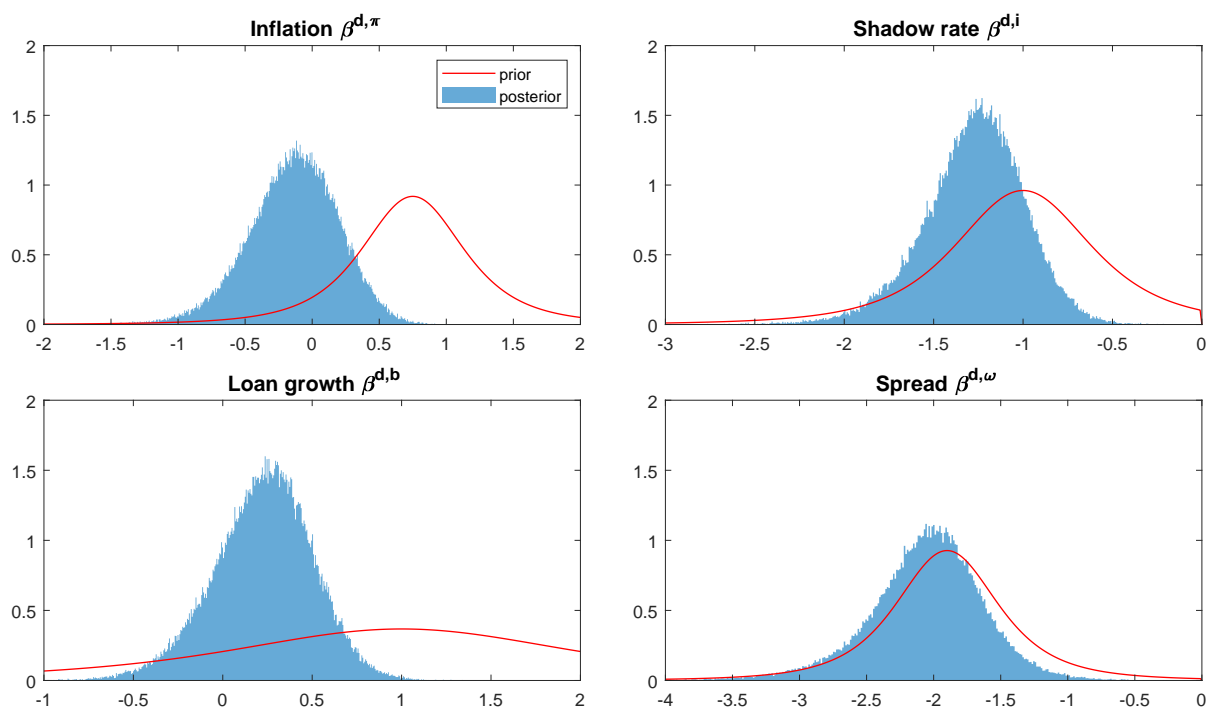 Inflation β^{d,π}
2
1.5
1
0.5
0
-2 -1.5 -1 -0.5 0 0.5 1 1.5 2
prior
posterior
Shadow rate β^{d,i}
2
1.5
1
0.5
0
-3 -2.5 -2 -1.5 -1 -0.5 0
Loan growth β^{d,b}
2
1.5
1
0.5
0
-1 -0.5 0 0.5 1 1.5 2
Spread β^{d,ω}
2
1.5
1
0.5
0
-4 -3.5 -3 -2.5 -2 -1.5 -1 -0.5 0